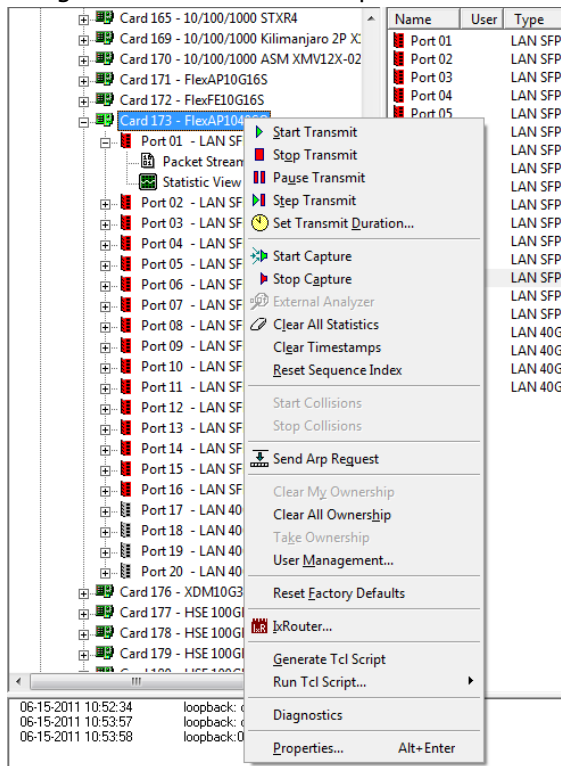 Card 165 - 10/100/1000 STXR4
Card 169 - 10/100/1000 Kilimanjaro 2P
Card 170 - 10/100/1000 ASM XMV12X-02
Card 171 - FlexAP10G16S
Card 172 - FlexFE10G16S
Card 173 - FlexAP104
Port 01 - LAN SF
Packet Stream
Statistic View
Port 02 - LAN SF
Port 03 - LAN SF
Port 04 - LAN SF
Port 05 - LAN SF
Port 06 - LAN SF
Port 07 - LAN SF
Port 08 - LAN SF
Port 09 - LAN SF
Port 10 - LAN SF
Port 11 - LAN SF
Port 12 - LAN SF
Port 13 - LAN SF
Port 14 - LAN SF
Port 15 - LAN SF
Port 16 - LAN SF
Port 17 - LAN 40
Port 18 - LAN 40
Port 19 - LAN 40
Port 20 - LAN 40
Card 176 - XDM10G3
Card 177 - HSE 100G
Card 178 - HSE 100G
Card 179 - HSE 100G
Name User Type
Port 01 LAN SFP
Port 02 LAN SFP
Port 03 LAN SFP
Port 04 LAN SFP
Port 05 LAN SFP
LAN SFP
LAN SFP
LAN SFP
LAN SFP
LAN SFP
LAN SFP
LAN SFP
LAN SFP
LAN SFP
LAN SFP
LAN SFP
LAN 40G
LAN 40G
LAN 40G
LAN 40G
Start Transmit
Stop Transmit
Pause Transmit
Step Transmit
Set Transmit Duration...
Start Capture
Stop Capture
External Analyzer
Clear All Statistics
Clear Timestamps
Reset Sequence Index
Start Collisions
Stop Collisions
Send Arp Request
Clear My Ownership
Clear All Ownership
Take Ownership
User Management...
Reset Factory Defaults
IxRouter...
Generate Tcl Script
Run Tcl Script...
Diagnostics
Properties... Alt+Enter
06-15-2011 10:52:34 loopback:
06-15-2011 10:53:57 loopback:
06-15-2011 10:53:58 loopback:0